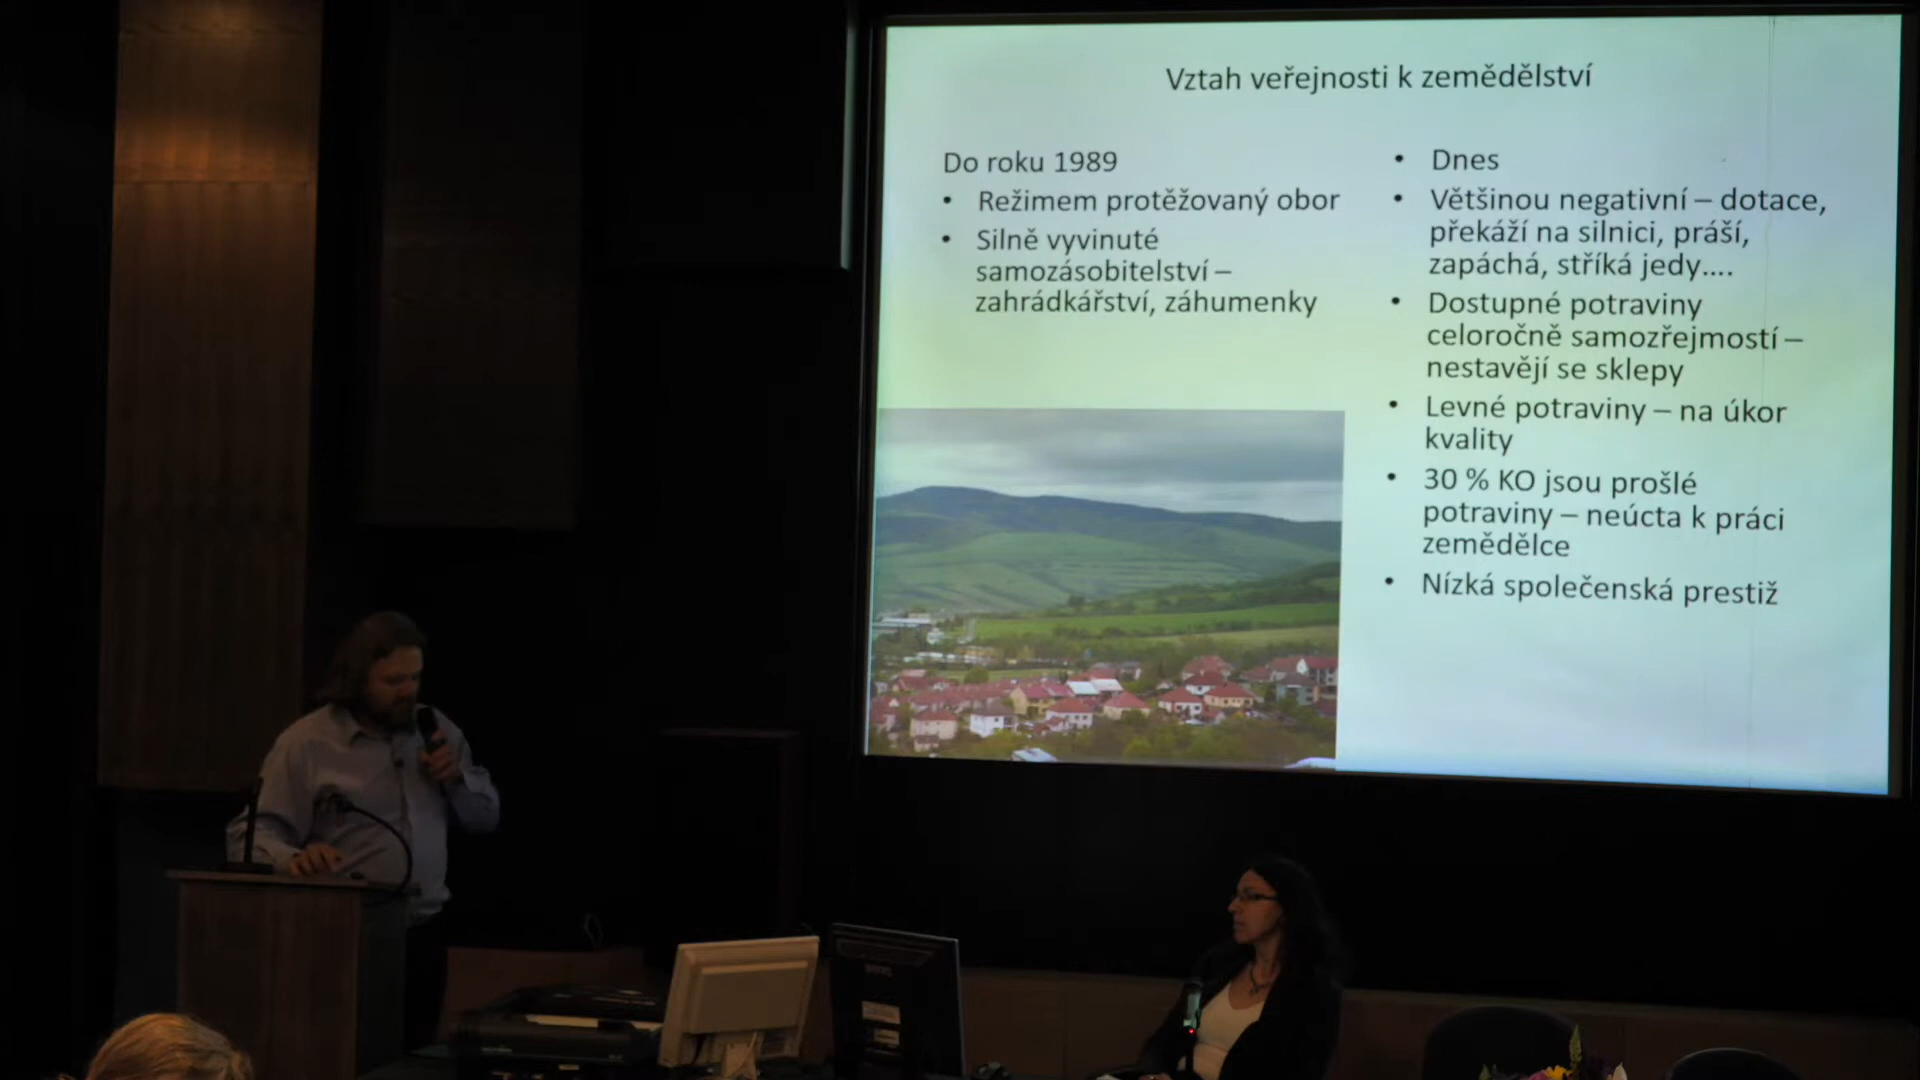 Vztah veřejnosti k zemědělství
Do roku 1989
• Režimem protěžovaný obor
• Silně vyvinuté
samozásobitelství –
zahrádkářství, záhumenky
• Dnes
• Většinou negativní – dotace,
překáží na silnici, práší,
zapáchá, stříká jedy....
• Dostupné potraviny
celoročně samozřejmostí –
nestavějí se sklepy
• Levné potraviny – na úkor
kvality
• 30 % KO jsou prošlé
potraviny – neúcta k práci
zemědělce
• Nízká společenská prestiž